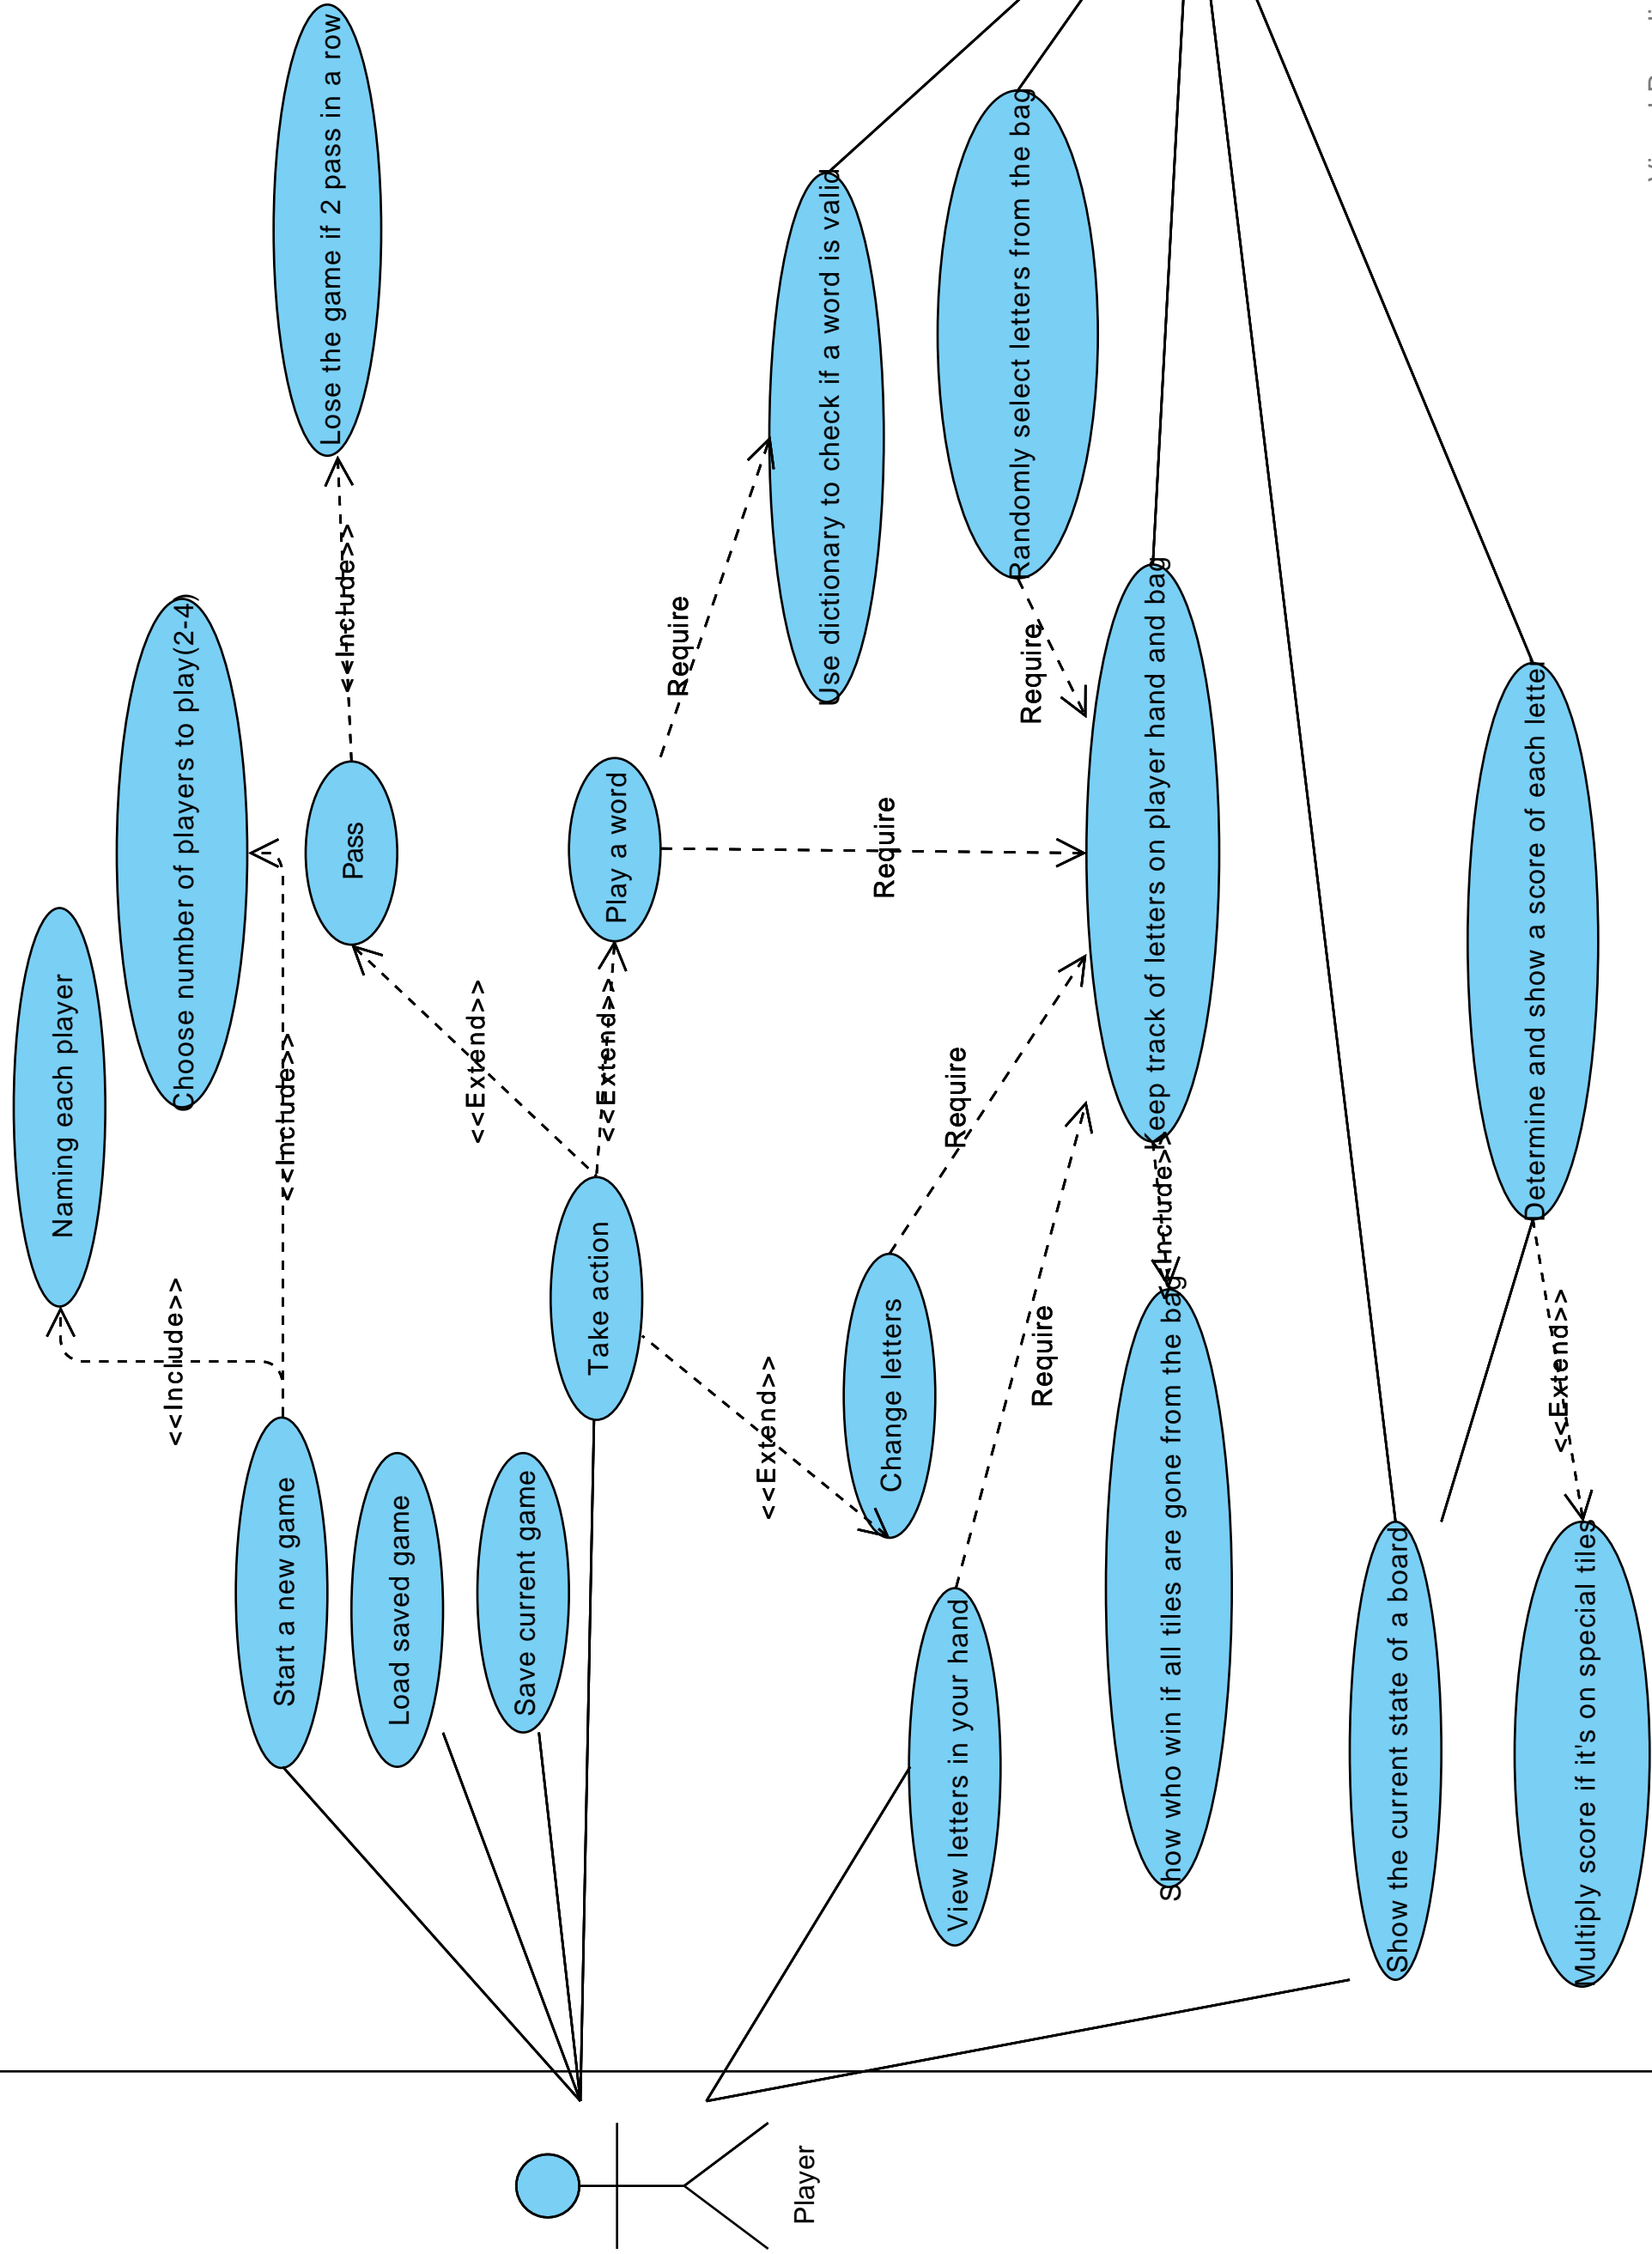 Naming each player
Choose number of players to play(2-4)
Lose the game if 2 pass in a row
<<Include>>
<<Include>>
<<Include>>
Start a new game
Pass
Load saved game
Save current game
Take action
<<Extend>>
<<Extend>>
<<Extend>>
Play a word
Require
Require
Use dictionary to check if a word is valid
Change letters
Require
View letters in your hand
Require
Randomly select letters from the bag
Require
Keep track of letters on player hand and bag
<<Include>>
Show who win if all tiles are gone from the bag
Show the current state of a board
Determine and show a score of each letter
<<Extend>>
Multiply score if it's on special tiles
Player